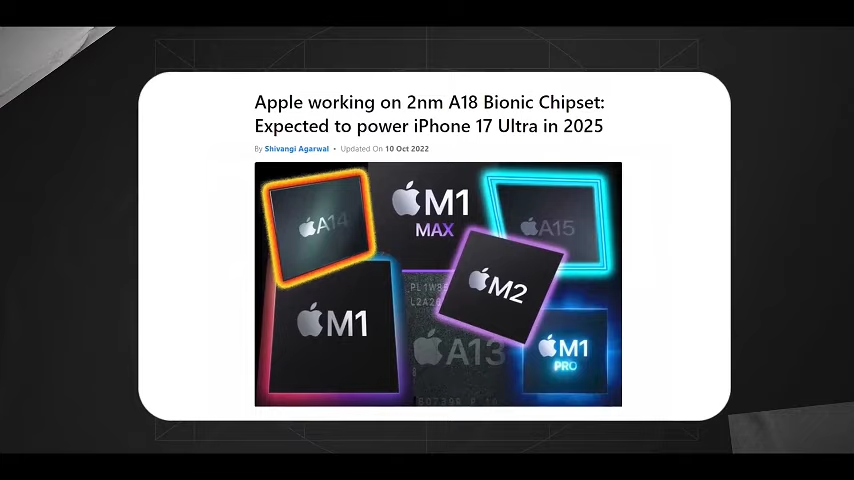 Apple working on 2nm A18 Bionic Chipset:
Expected to power iPhone 17 Ultra in 2025
By Shivangi Agarwal • Updated On 10 Oct 2022
A14
M1
MAX
A15
M1
M2
A13
M1
PRO